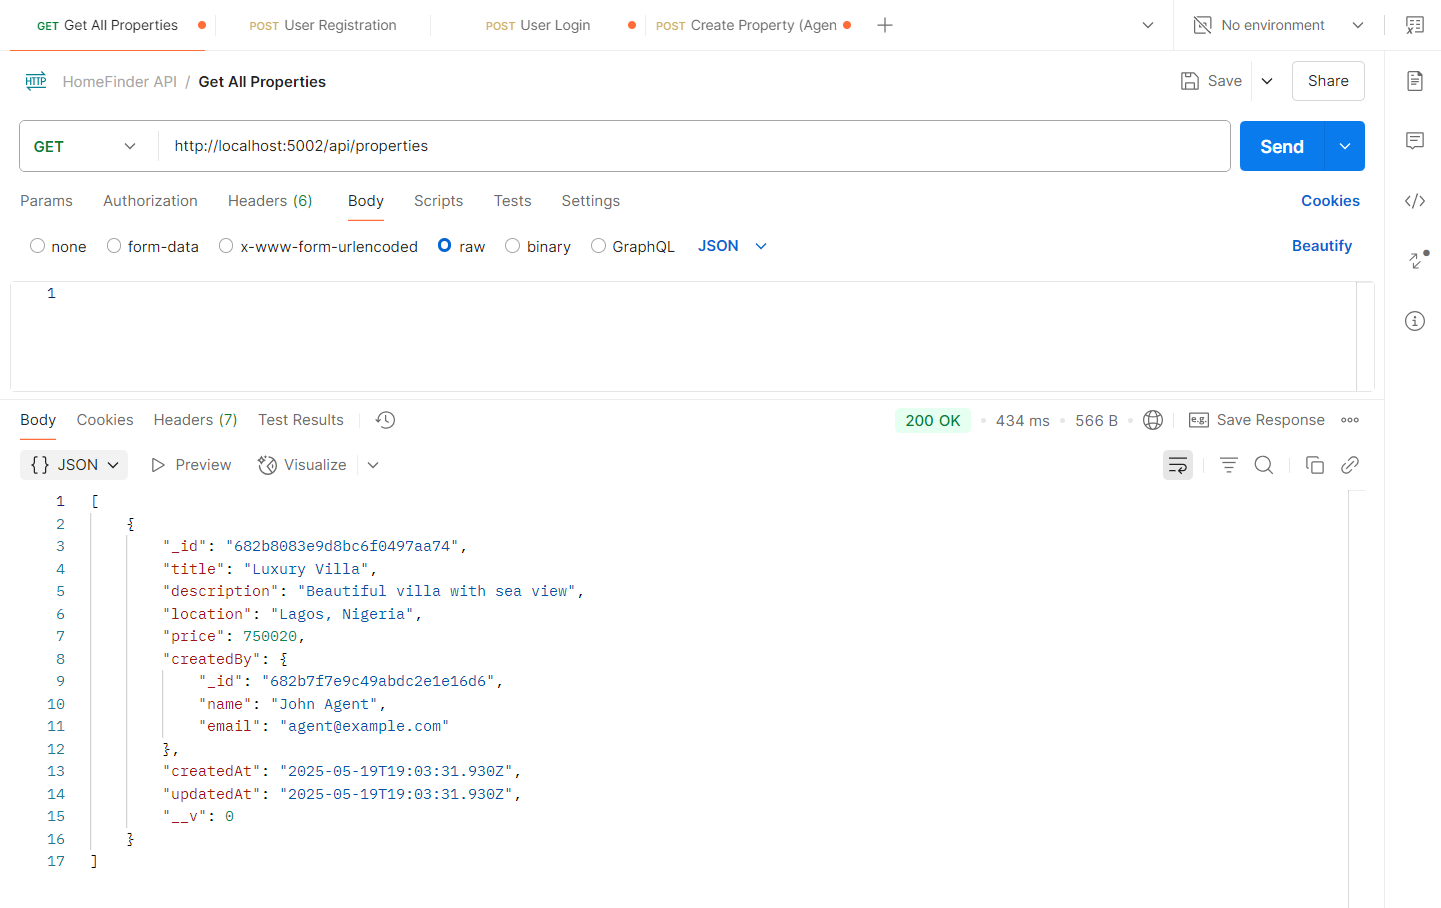 GET Get All Properties POST User Registration POST User Login POST Create Property (Agen No environment
HTTP HomeFinder API / Get All Properties Save Share
GET http://localhost:5002/api/properties Send
Params Authorization Headers (6) Body Scripts Tests Settings Cookies
none form-data x-www-form-urlencoded raw binary GraphQL JSON Beautify
1
Body Cookies Headers (7) Test Results 200 OK 434 ms 566 B e.g. Save Response
{} JSON Preview Visualize
1 [
2 {
3 "_id": "682b8083e9d8bc6f0497aa74",
4 "title": "Luxury Villa",
5 "description": "Beautiful villa with sea view",
6 "location": "Lagos, Nigeria",
7 "price": 750020,
8 "createdBy": {
9 "_id": "682b7f7e9c49abdc2e1e16d6",
10 "name": "John Agent",
11 "email": "agent@example.com"
12 },
13 "createdAt": "2025-05-19T19:03:31.930Z",
14 "updatedAt": "2025-05-19T19:03:31.930Z",
15 "__v": 0
16 }
17 ]